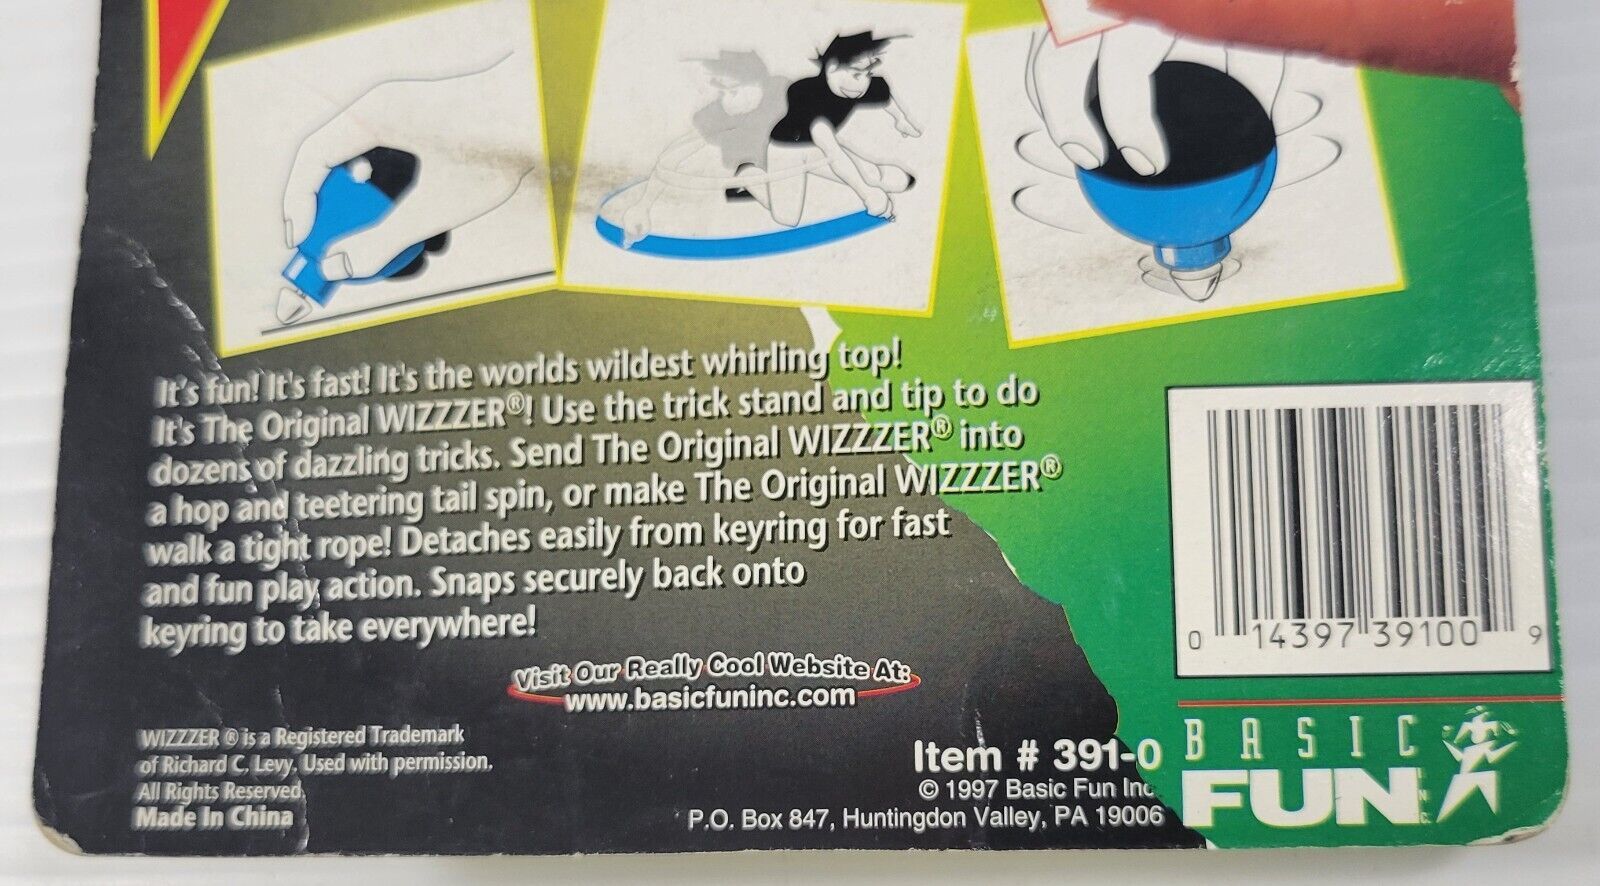 It's fun! It's fast! It's the worlds wildest whirling top!
It's The Original WIZZZER®! Use the trick stand and tip to do
dozens of dazzling tricks. Send The Original WIZZZER® into
a hop and teetering tail spin, or make The Original WIZZZER®
walk a tight rope! Detaches easily from keyring for fast
and fun play action. Snaps securely back onto
keyring to take everywhere!
Visit Our Really Cool Website At:
www.basicfuninc.com
WIZZZER ® is a Registered Trademark
of Richard C. Levy. Used with permission.
All Rights Reserved
Made In China
Item # 391-0
© 1997 Basic Fun Inc.
P.O. Box 847, Huntingdon Valley, PA 19006
0 14397 39100 9
BASIC
FUN INC.